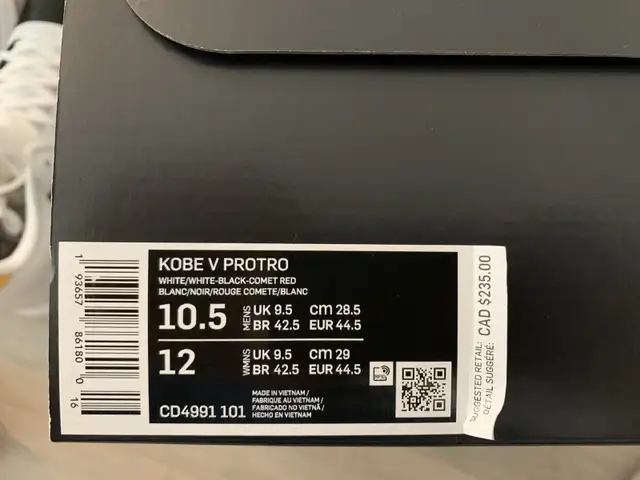 KOBE V PROTRO
WHITE/WHITE-BLACK-COMET RED
BLANC/NOIR/ROUGE COMETE/BLANC
10.5 MENS UK 9.5 CM 28.5
BR 42.5 EUR 44.5
12 WMNS UK 9.5 CM 29
BR 42.5 EUR 44.5
MADE IN VIETNAM /
FABRIQUE AU VIETNAM /
FABRICADO NO VIETNÃ /
HECHO EN VIETNAM
CD4991 101
1 93657 86180 0
16
SUGGESTED RETAIL: CAD $235.00
DÉTAIL SUGGÉRÉ: